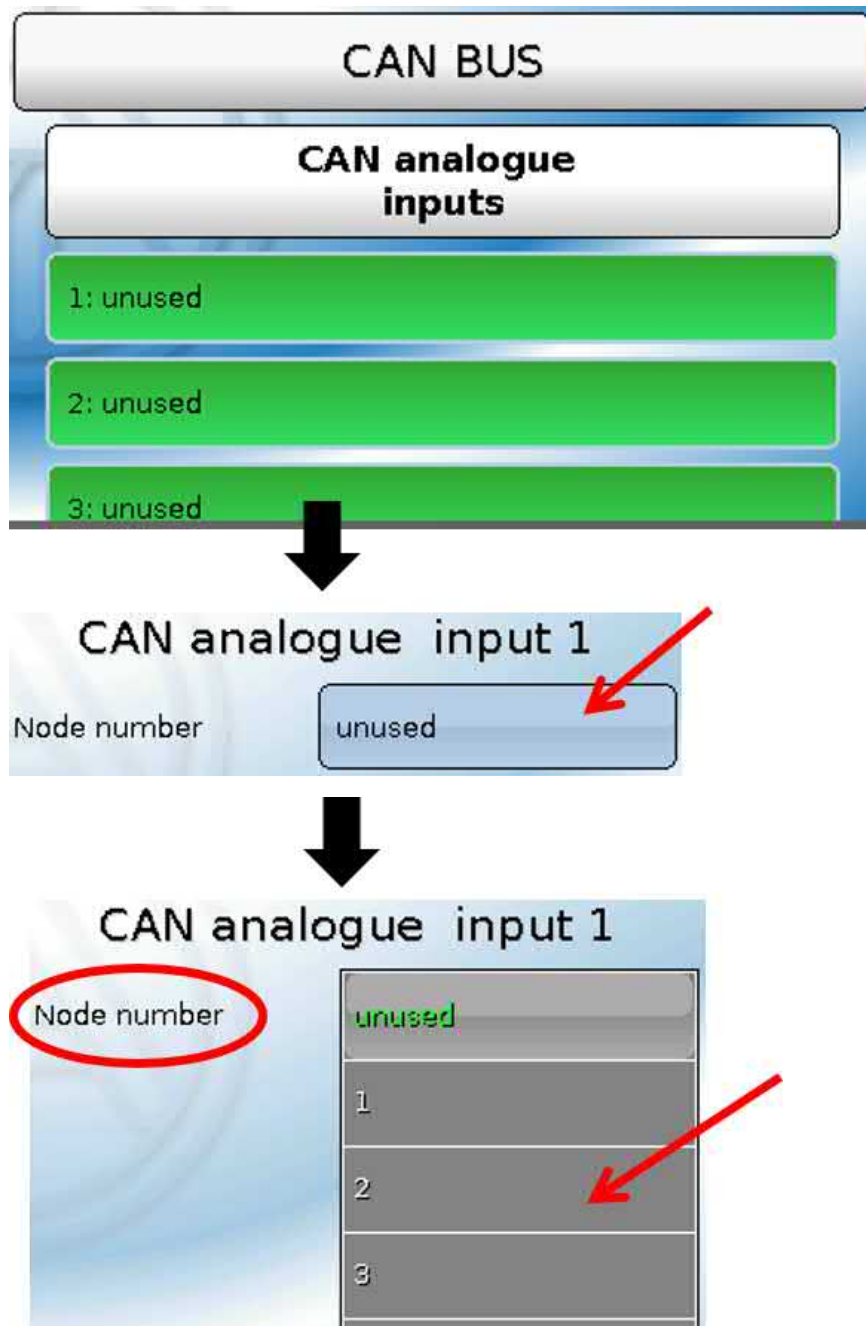 CAN BUS
CAN analogue
inputs
1: unused
2: unused
3: unused
CAN analogue input 1
Node number unused
CAN analogue input 1
Node number unused
1
2
3